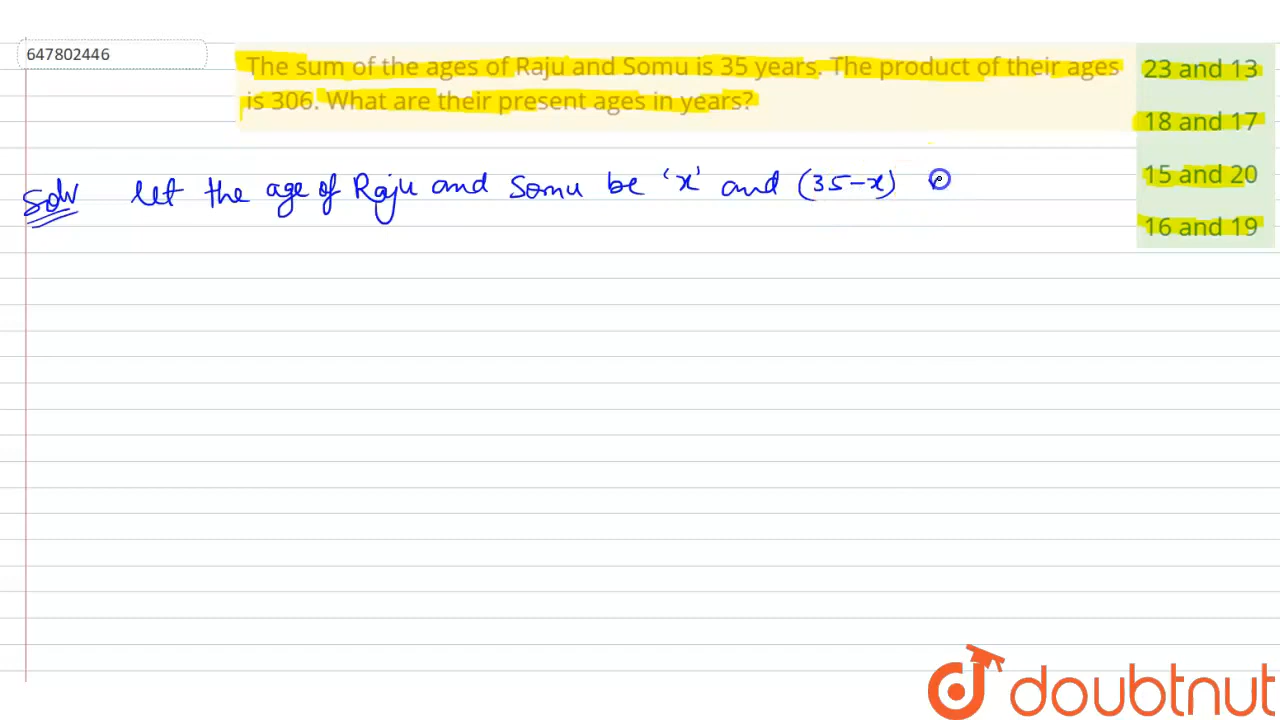 647802446
The sum of the ages of Raju and Somu is 35 years. The product of their ages
is 306. What are their present ages in years?
23 and 13
18 and 17
15 and 20
16 and 19
Solⁿ let the age of Raju and Somu be 'x' and (35-x)
doubtnut